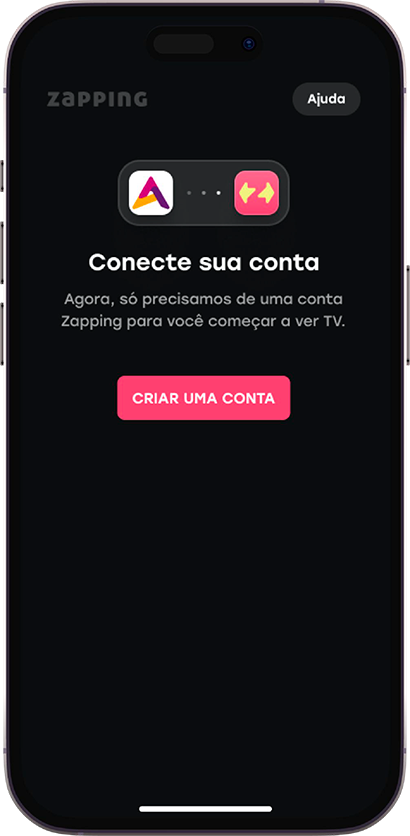 ZAPPING
Ajuda
Conecte sua conta
Agora, só precisamos de uma conta
Zapping para você começar a ver TV.
CRIAR UMA CONTA